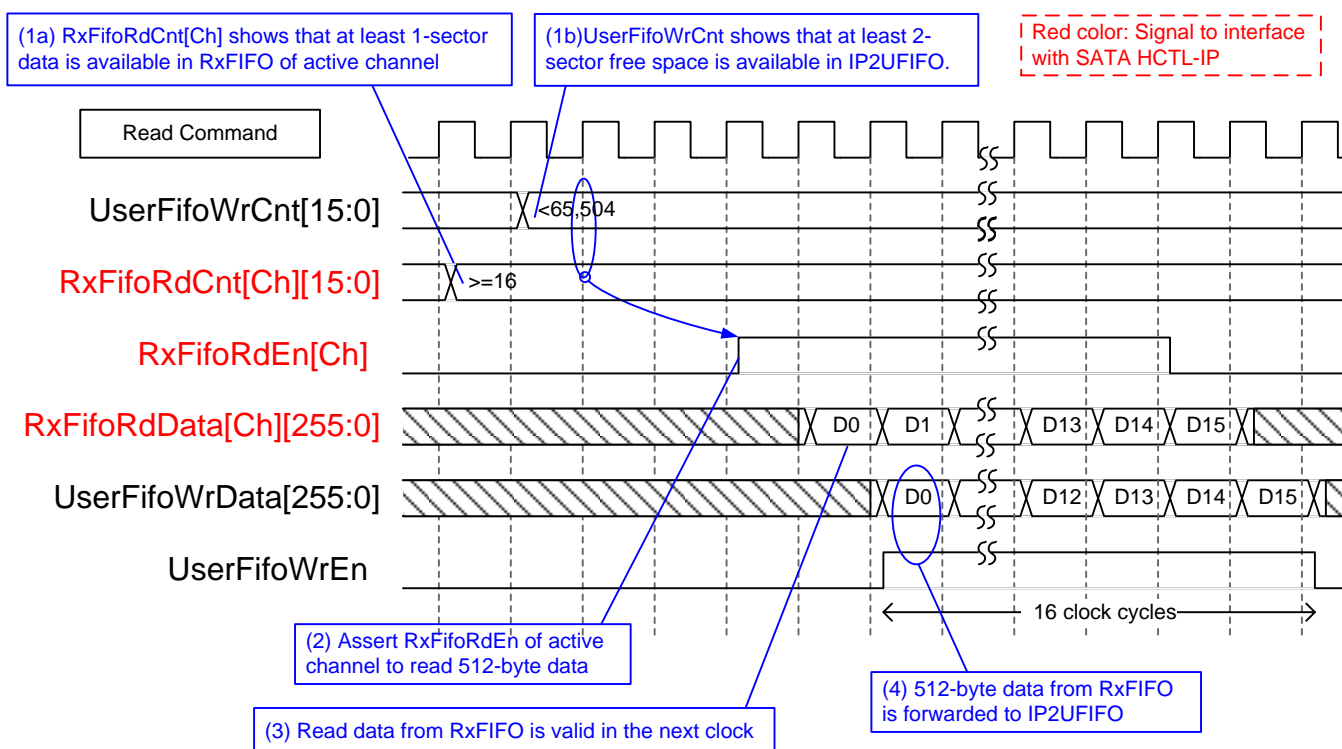 (1a) RxFifoRdCnt[Ch] shows that at least 1-sector
data is available in RxFIFO of active channel
(1b)UserFifoWrCnt shows that at least 2-
sector free space is available in IP2UFIFO.
Red color: Signal to interface
with SATA HCTL-IP
Read Command
UserFifoWrCnt[15:0]
<65,504
RxFifoRdCnt[Ch][15:0]
>=16
RxFifoRdEn[Ch]
RxFifoRdData[Ch][255:0]
D0 D1 D13 D14 D15
UserFifoWrData[255:0]
D0 D12 D13 D14 D15
UserFifoWrEn
16 clock cycles
(2) Assert RxFifoRdEn of active
channel to read 512-byte data
(3) Read data from RxFIFO is valid in the next clock
(4) 512-byte data from RxFIFO
is forwarded to IP2UFIFO